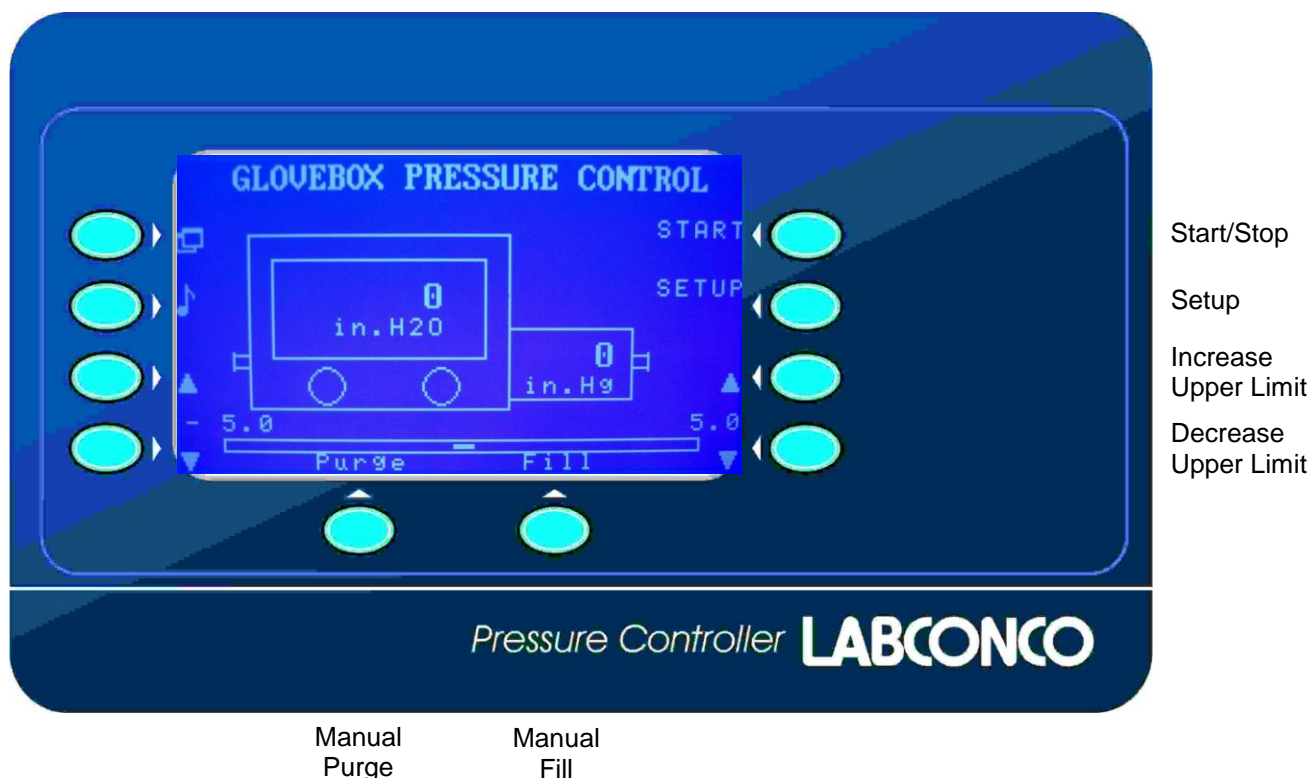 GLOVEBOX PRESSURE CONTROL
START
Start/Stop
SETUP
Setup
0
in.H2O
0
in.Hg
Increase
Upper Limit
- 5.0
5.0
Decrease
Upper Limit
Purge
Fill
Pressure Controller LABCONCO
Manual
Purge
Manual
Fill